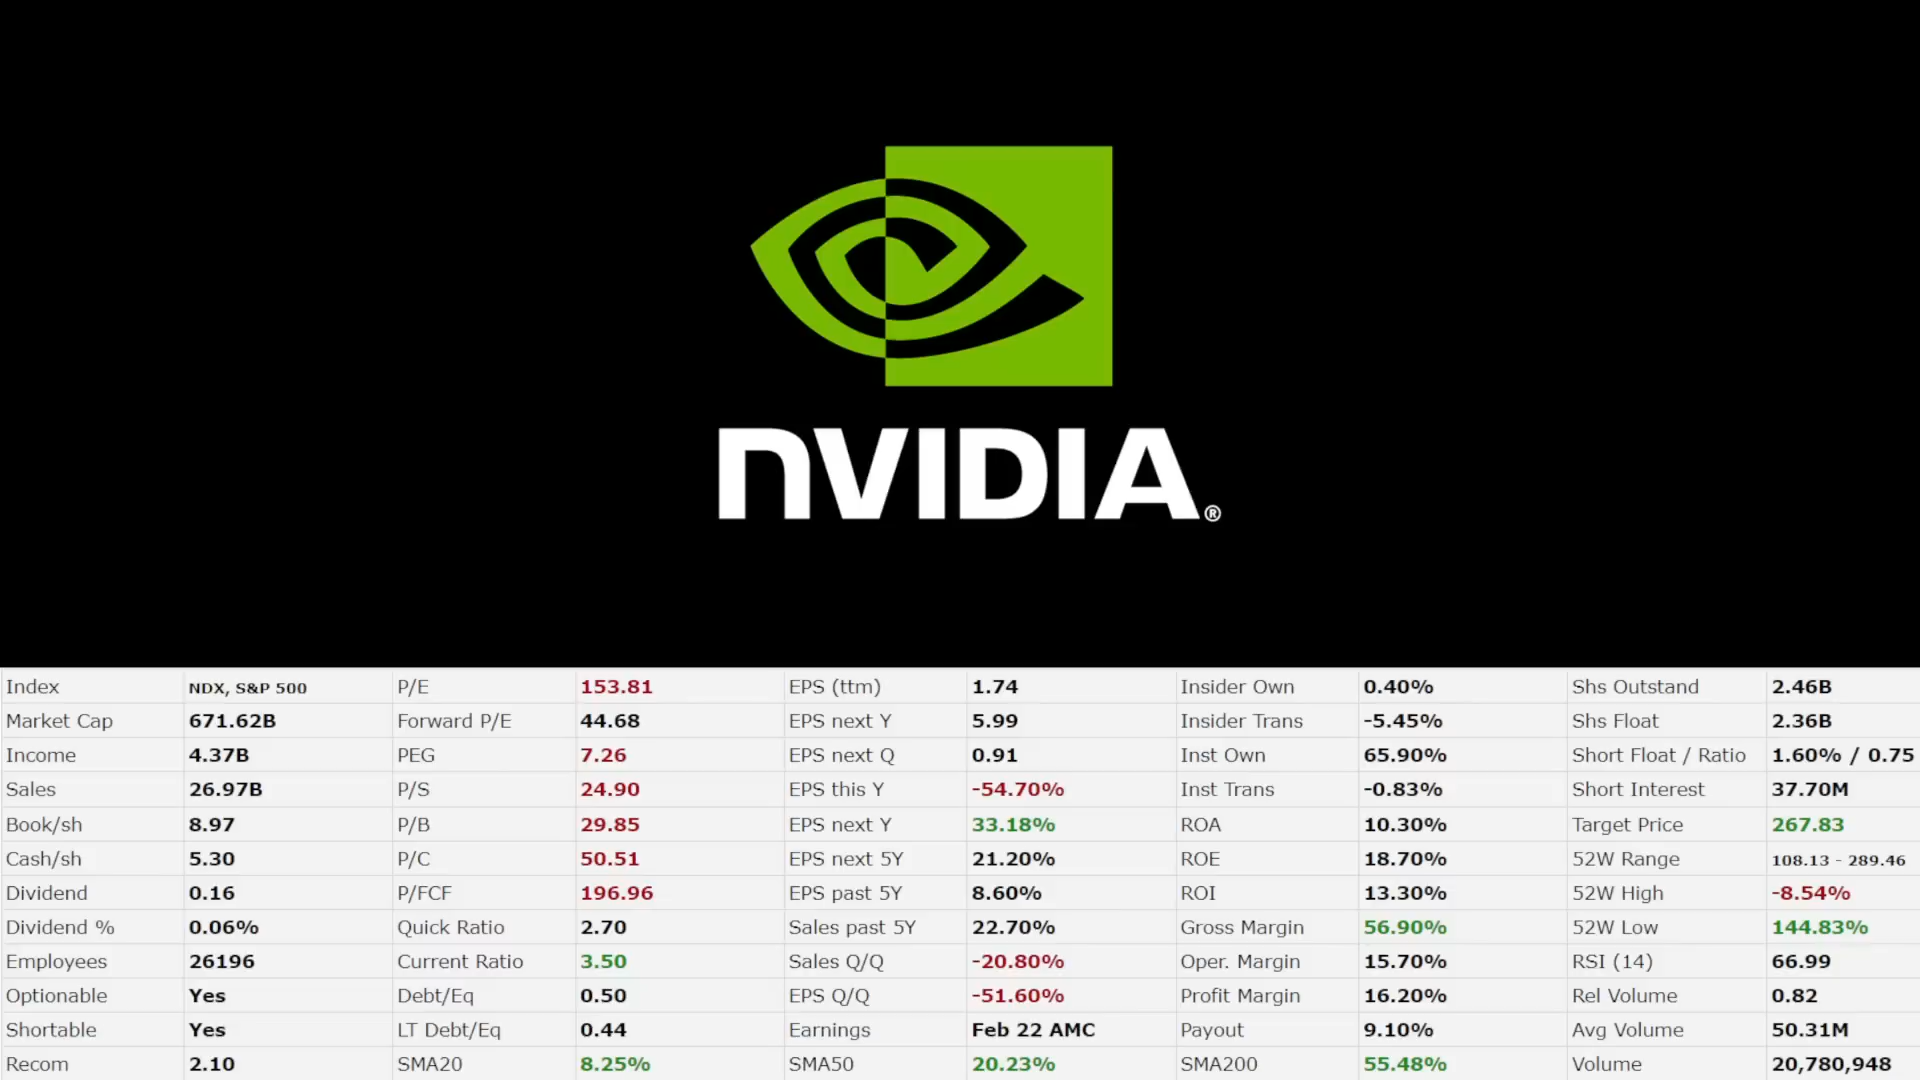 NVIDIA®
Index NDX, S&P 500 P/E 153.81 EPS (ttm) 1.74 Insider Own 0.40% Shs Outstand 2.46B
Market Cap 671.62B Forward P/E 44.68 EPS next Y 5.99 Insider Trans -5.45% Shs Float 2.36B
Income 4.37B PEG 7.26 EPS next Q 0.91 Inst Own 65.90% Short Float / Ratio 1.60% / 0.75
Sales 26.97B P/S 24.90 EPS this Y -54.70% Inst Trans -0.83% Short Interest 37.70M
Book/sh 8.97 P/B 29.85 EPS next Y 33.18% ROA 10.30% Target Price 267.83
Cash/sh 5.30 P/C 50.51 EPS next 5Y 21.20% ROE 18.70% 52W Range 108.13 - 289.46
Dividend 0.16 P/FCF 196.96 EPS past 5Y 8.60% ROI 13.30% 52W High -8.54%
Dividend % 0.06% Quick Ratio 2.70 Sales past 5Y 22.70% Gross Margin 56.90% 52W Low 144.83%
Employees 26196 Current Ratio 3.50 Sales Q/Q -20.80% Oper. Margin 15.70% RSI (14) 66.99
Optionable Yes Debt/Eq 0.50 EPS Q/Q -51.60% Profit Margin 16.20% Rel Volume 0.82
Shortable Yes LT Debt/Eq 0.44 Earnings Feb 22 AMC Payout 9.10% Avg Volume 50.31M
Recom 2.10 SMA20 8.25% SMA50 20.23% SMA200 55.48% Volume 20,780,948